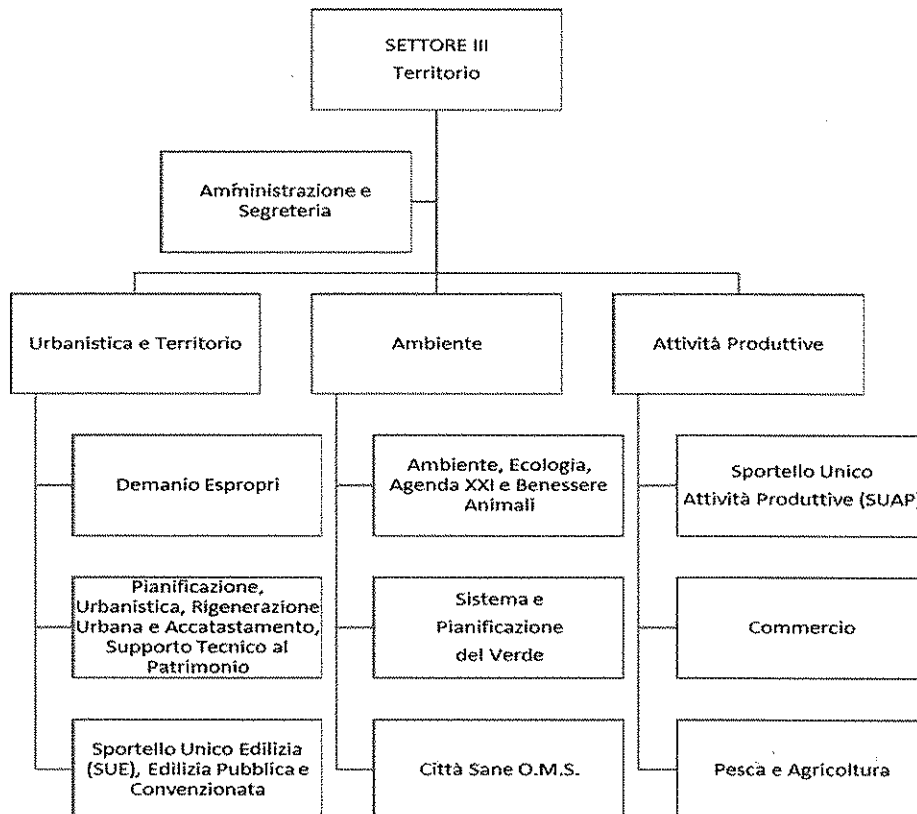 SETTORE III
Territorio
Amministrazione e
Segreteria
Urbanistica e Territorio
Ambiente
Attività Produttive
Demanio Espropri
Ambiente, Ecologia,
Agenda XXI e Benessere
Animali
Sportello Unico
Attività Produttive (SUAP)
Pianificazione,
Urbanistica, Rigenerazione
Urbana e Accatastamento,
Supporto Tecnico al
Patrimonio
Sistema e
Pianificazione
del Verde
Commercio
Sportello Unico Edilizia
(SUE), Edilizia Pubblica e
Convenzionata
Città Sane O.M.S.
Pesca e Agricoltura